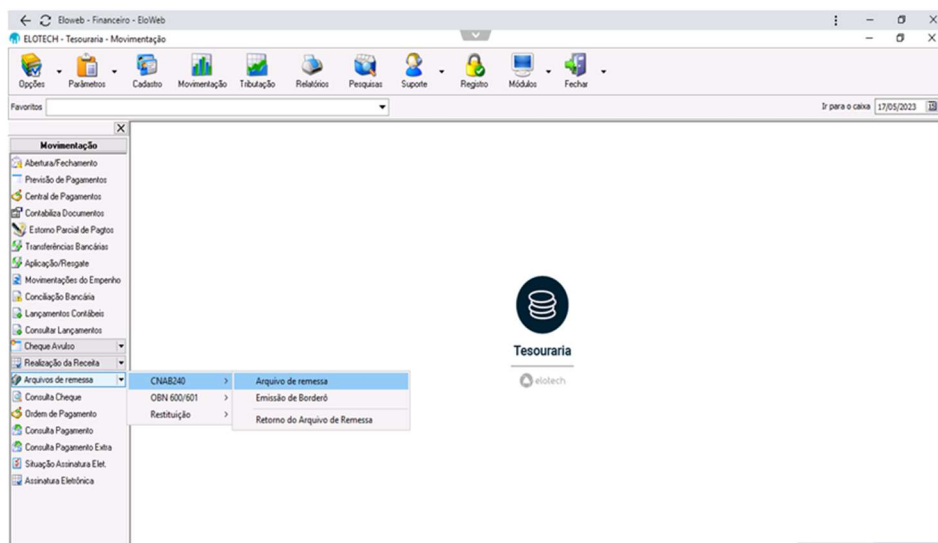 Eloweb - Financeiro - EloWeb
ELOTECH - Tesouraria - Movimentação
Opções Parâmetros Cadastro Movimentação Tributação Relatórios Pesquisas Suporte Registro Módulos Fechar
Favoritos Ir para o caixa 17/05/2023 15
Movimentação
Abertura/Fechamento
Previsão de Pagamentos
Central de Pagamentos
Contabiliza Documentos
Estorno Parcial de Pagtos
Transferências Bancárias
Aplicação/Resgate
Movimentações do Empenho
Conciliação Bancária
Lançamentos Contábeis
Consultar Lançamentos
Cheque Avulso
Tesouraria
Realização da Receita
Arquivos de remessa CNAB240 Arquivo de remessa
elotech
Consulta Cheque OBN 600/601 Emissão de Borderô
Ordem de Pagamento Restituição Retorno do Arquivo de Remessa
Consulta Pagamento
Consulta Pagamento Extra
Situação Assinatura Elet.
Assinatura Eletrônica